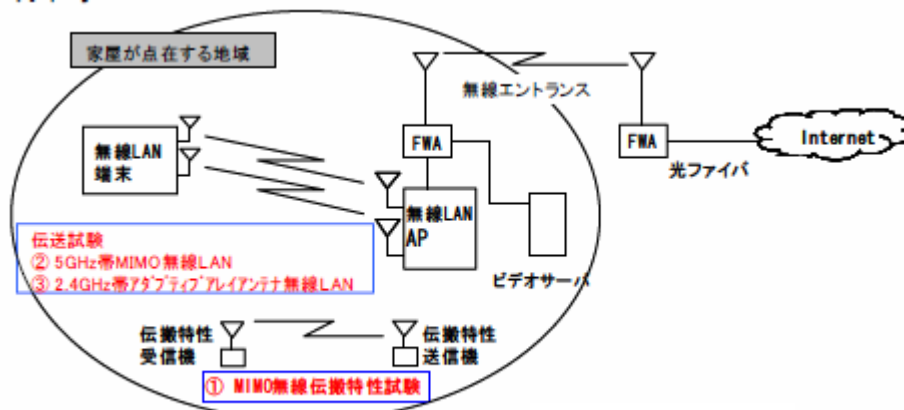 家屋が点在する地域
無線エントランス
FWA
FWA
Internet
光ファイバ
無線LAN
端末
無線LAN
AP
ビデオサーバ
伝送試験
② 5GHz帯MIMO無線LAN
③ 2.4GHz帯アダプティブアレイアンテナ無線LAN
伝搬特性
受信機
伝搬特性
送信機
① MIMO無線伝搬特性試験